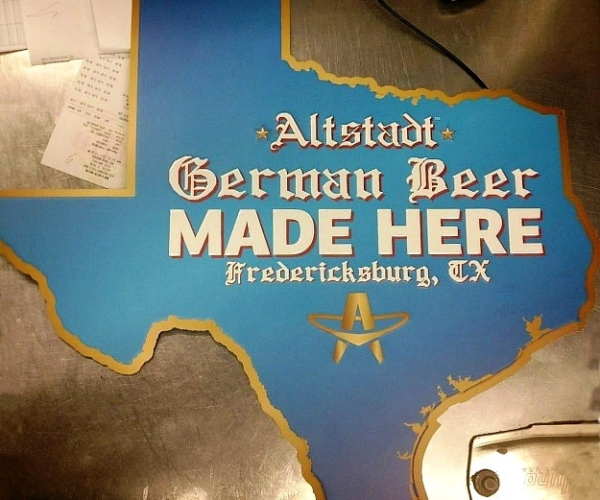 Altstadt
German Beer
MADE HERE
Fredericksburg, TX
A